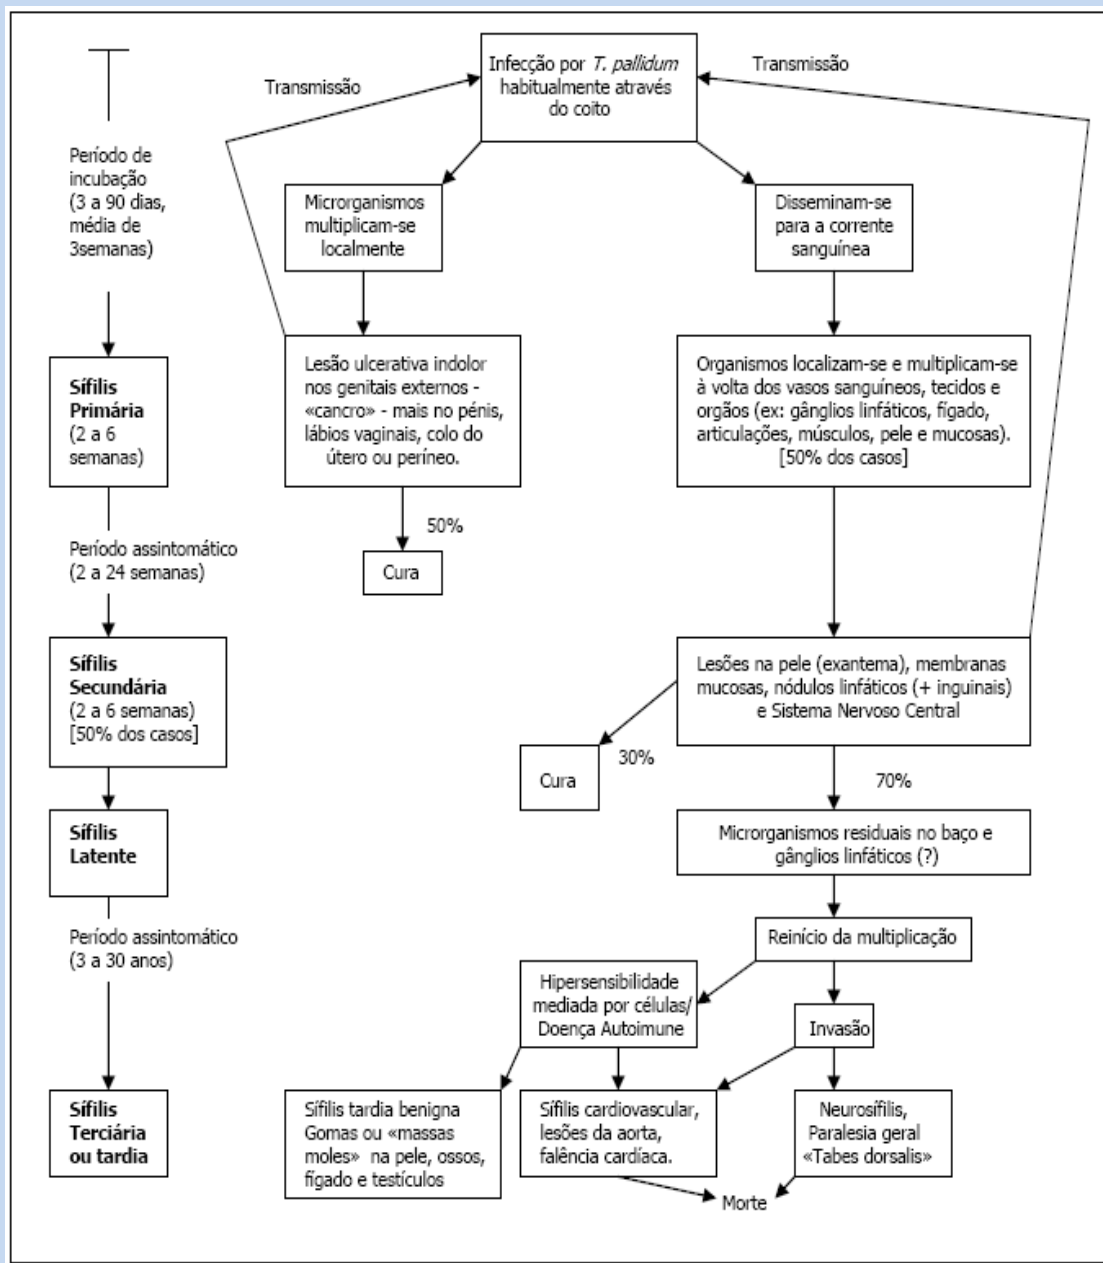 Infecção por T. pallidum
habitualmente através
do coito
Transmissão
Transmissão
Período de
incubação
(3 a 90 dias,
média de
3semanas)
Microrganismos
multiplicam-se
localmente
Disseminam-se
para a corrente
sanguínea
Sífilis
Primária
(2 a 6
semanas)
Lesão ulcerativa indolor
nos genitais externos -
«cancro» - mais no pénis,
lábios vaginais, colo do
útero ou períneo.
Organismos localizam-se e multiplicam-se
à volta dos vasos sanguíneos, tecidos e
orgãos (ex: gânglios linfáticos, fígado,
articulações, músculos, pele e mucosas).
[50% dos casos]
50%
Cura
Período assintomático
(2 a 24 semanas)
Sífilis
Secundária
(2 a 6 semanas)
[50% dos casos]
Lesões na pele (exantema), membranas
mucosas, nódulos linfáticos (+ inguinais)
e Sistema Nervoso Central
30%
Cura
70%
Sífilis
Latente
Microrganismos residuais no baço e
gânglios linfáticos (?)
Período assintomático
(3 a 30 anos)
Reinício da multiplicação
Hipersensibilidade
mediada por células/
Doença Autoimune
Invasão
Sífilis
Terciária
ou tardia
Sífilis tardia benigna
Gomas ou «massas
moles» na pele, ossos,
fígado e testículos
Sífilis cardiovascular,
lesões da aorta,
falência cardíaca.
Neurosífilis,
Paralesia geral
«Tabes dorsalis»
Morte